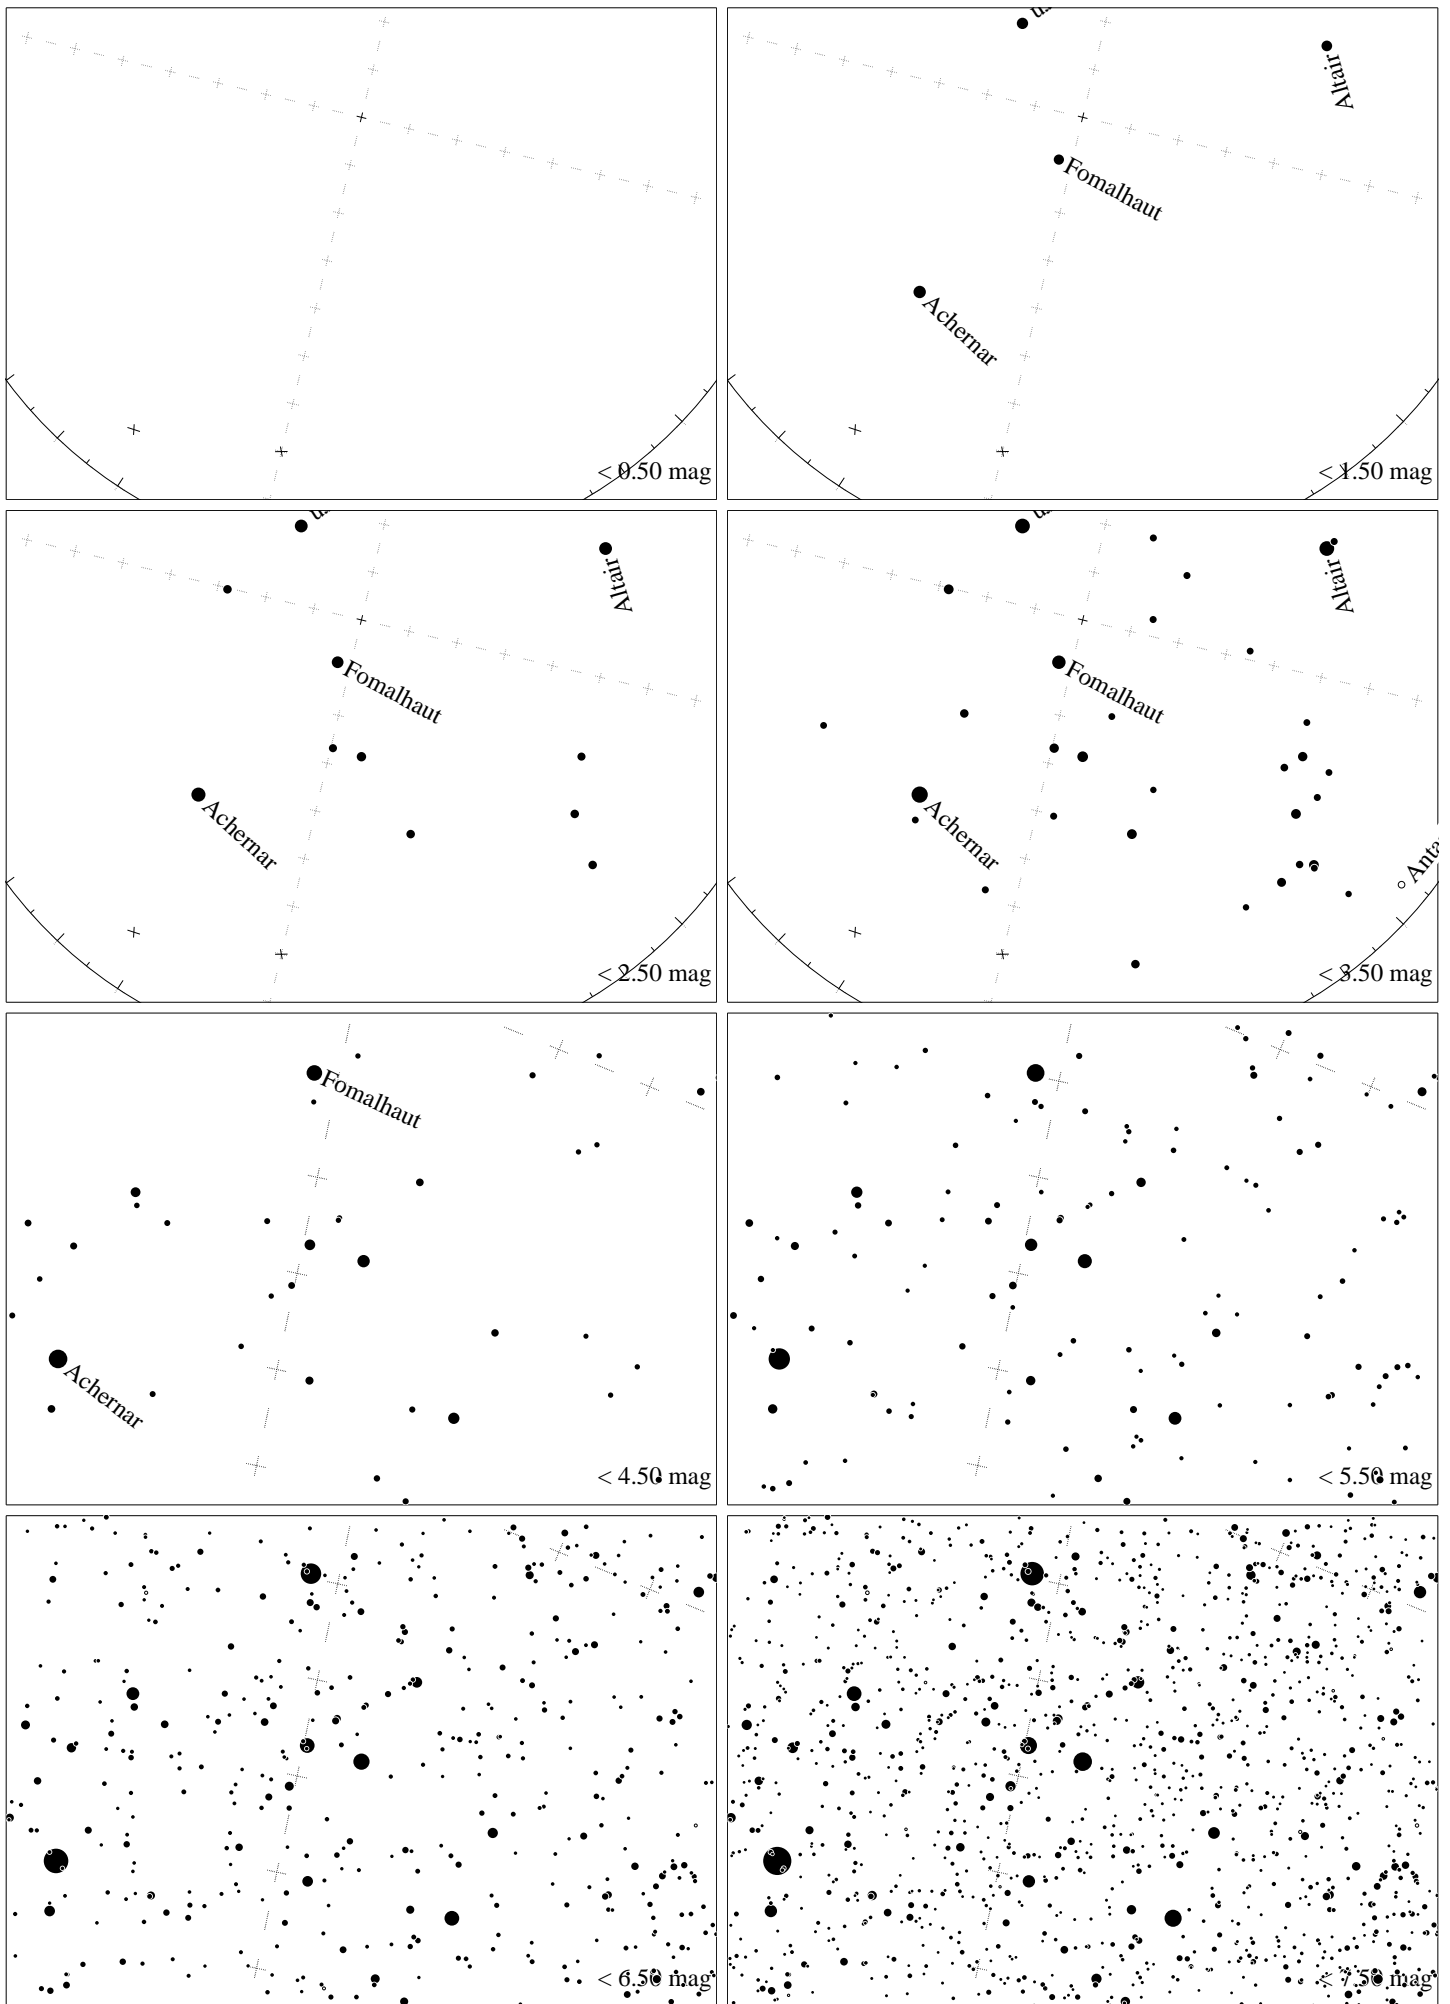 Altair
Fomalhaut
Achernar
< 0.50 mag
< 1.50 mag
Altair
Fomalhaut
Achernar
< 2.50 mag
Altair
Fomalhaut
Achernar
Anta
< 3.50 mag
Fomalhaut
Achernar
< 4.50 mag
< 5.50 mag
< 6.50 mag
< 7.50 mag